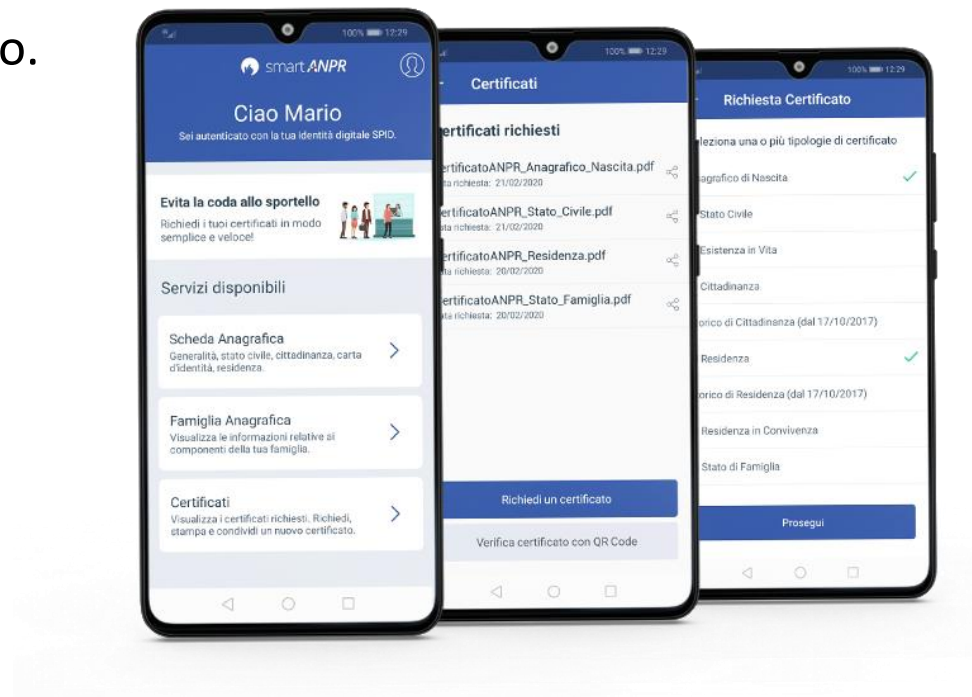 o.
100% 12:29
smart ANPR
Ciao Mario
Sei autenticato con la tua identità digitale SPID.
Evita la coda allo sportello
Richiedi i tuoi certificati in modo
semplice e veloce!
Servizi disponibili
Scheda Anagrafica
Generalità, stato civile, cittadinanza, carta
d'identità, residenza.
Famiglia Anagrafica
Visualizza le informazioni relative ai
componenti della tua famiglia.
Certificati
Visualizza i certificati richiesti. Richiedi,
stampa e condividi un nuovo certificato.
100% 12:29
Certificati
ertificati richiesti
ertificatoANPR_Anagrafico_Nascita.pdf
ta richiesta: 21/02/2020
ertificatoANPR_Stato_Civile.pdf
ata richiesta: 21/02/2020
ertificatoANPR_Residenza.pdf
ta richiesta: 20/02/2020
ertificatoANPR_Stato_Famiglia.pdf
ata richiesta: 20/02/2020
Richiedi un certificato
Verifica certificato con QR Code
100% 12:29
Richiesta Certificato
leziona una o più tipologie di certificato
agrafico di Nascita
Stato Civile
Esistenza in Vita
Cittadinanza
orico di Cittadinanza (dal 17/10/2017)
Residenza
orico di Residenza (dal 17/10/2017)
Residenza in Convivenza
Stato di Famiglia
Prosegui